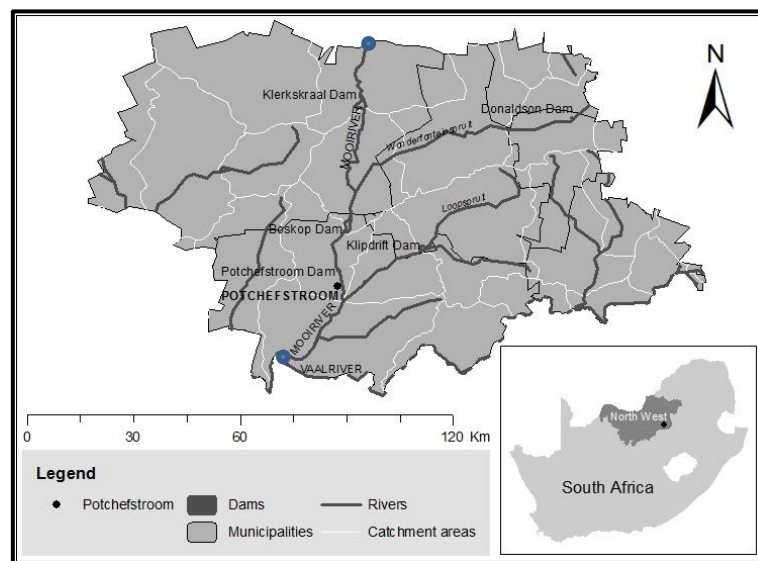 N
Klerkskraal Dam
Donaldson Dam
MOOIRIVER
Wonderfonteinspruit
Loopspruit
Boskop Dam
Klipdrift Dam
Potchefstroom Dam
POTCHEFSTROOM
MOOIRIVER
VAALRIVER
0 30 60 120 Km
North West
South Africa
Legend
Potchefstroom Dams Rivers
Municipalities Catchment areas